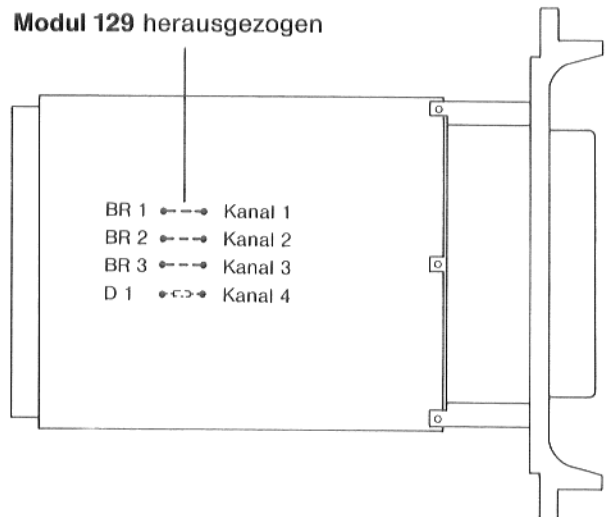 Modul 129 herausgezogen
BR 1 Kanal 1
BR 2 Kanal 2
BR 3 Kanal 3
D 1 Kanal 4